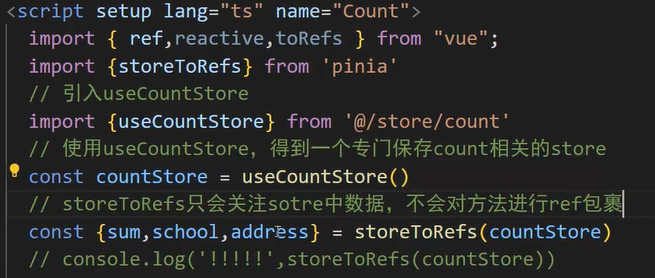 <script setup lang="ts" name="Count">
import { ref,reactive,toRefs } from "vue";
import {storeToRefs} from 'pinia'
// 引入useCountStore
import {useCountStore} from '@/store/count'
// 使用useCountStore，得到一个专门保存count相关的store
const countStore = useCountStore()
// storeToRefs只会关注sotre中数据，不会对方法进行ref包裹
const {sum,school,address} = storeToRefs(countStore)
// console.log('!!!!!',storeToRefs(countStore))